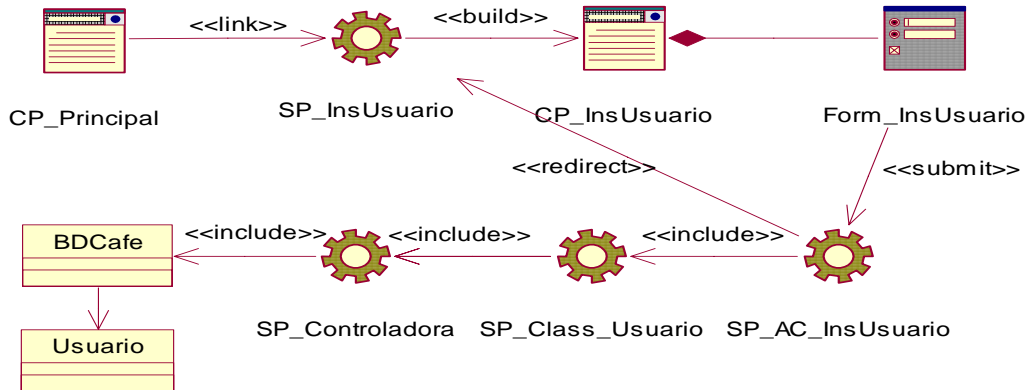 <<link>>
<<build>>
CP_Principal
SP_InsUsuario
CP_InsUsuario
Form_InsUsuario
<<redirect>>
<<submit>>
BDCafe
<<include>>
<<include>>
<<include>>
SP_Controladora
SP_Class_Usuario
SP_AC_InsUsuario
Usuario